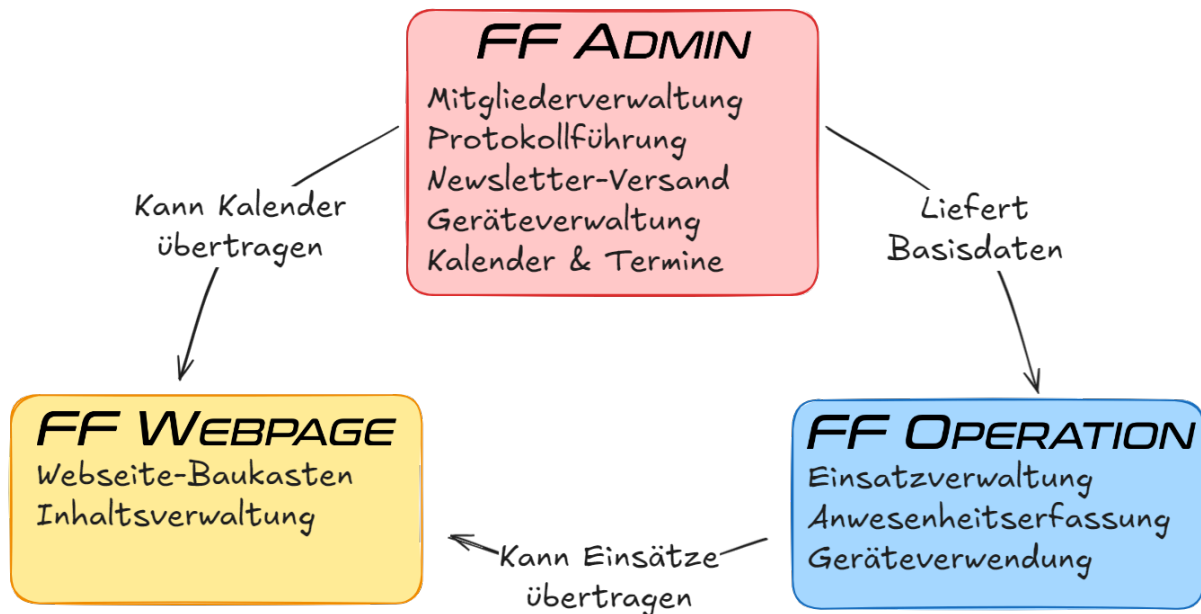 FF ADMIN
Mitgliederverwaltung
Protokollführung
Newsletter-Versand
Geräteverwaltung
Kalender & Termine
Kann Kalender
übertragen
Liefert
Basisdaten
FF WEBPAGE
Webseite-Baukasten
Inhaltsverwaltung
FF OPERATION
Einsatzverwaltung
Anwesenheitserfassung
Geräteverwendung
Kann Einsätze
übertragen